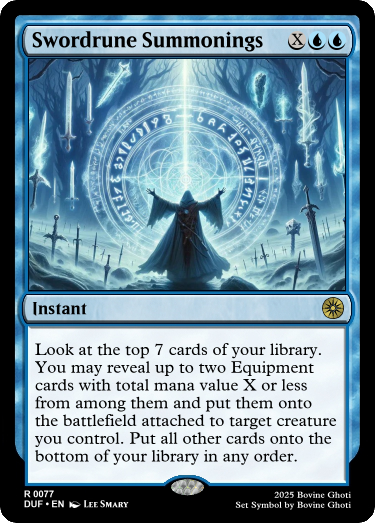 Swordrune Summonings X
Instant
Look at the top 7 cards of your library.
You may reveal up to two Equipment
cards with total mana value X or less
from among them and put them onto
the battlefield attached to target creature
you control. Put all other cards onto the
bottom of your library in any order.
R 0077
DUF • EN Lee Smary
2025 Bovine Ghoti
Set Symbol by Bovine Ghoti